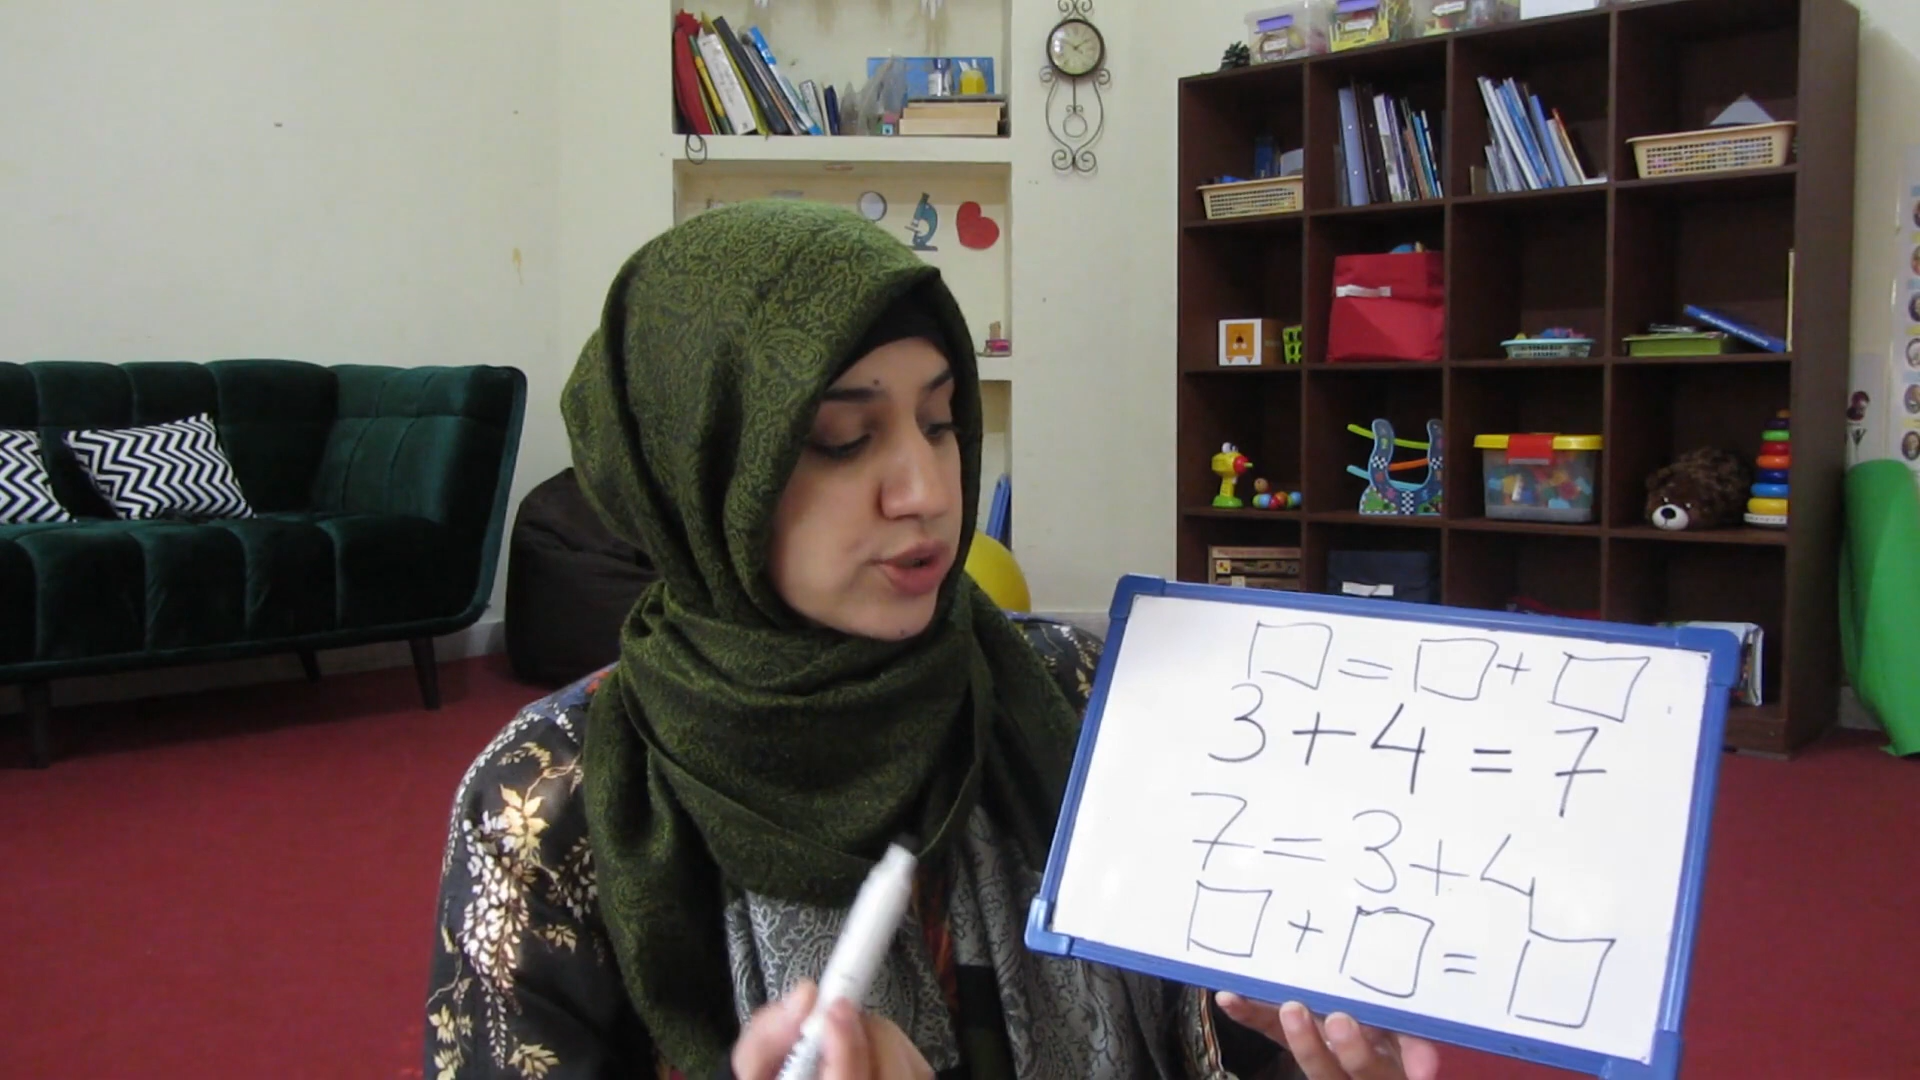 □ = □ + □
3 + 4 = 7
7 = 3 + 4
□ + □ = □